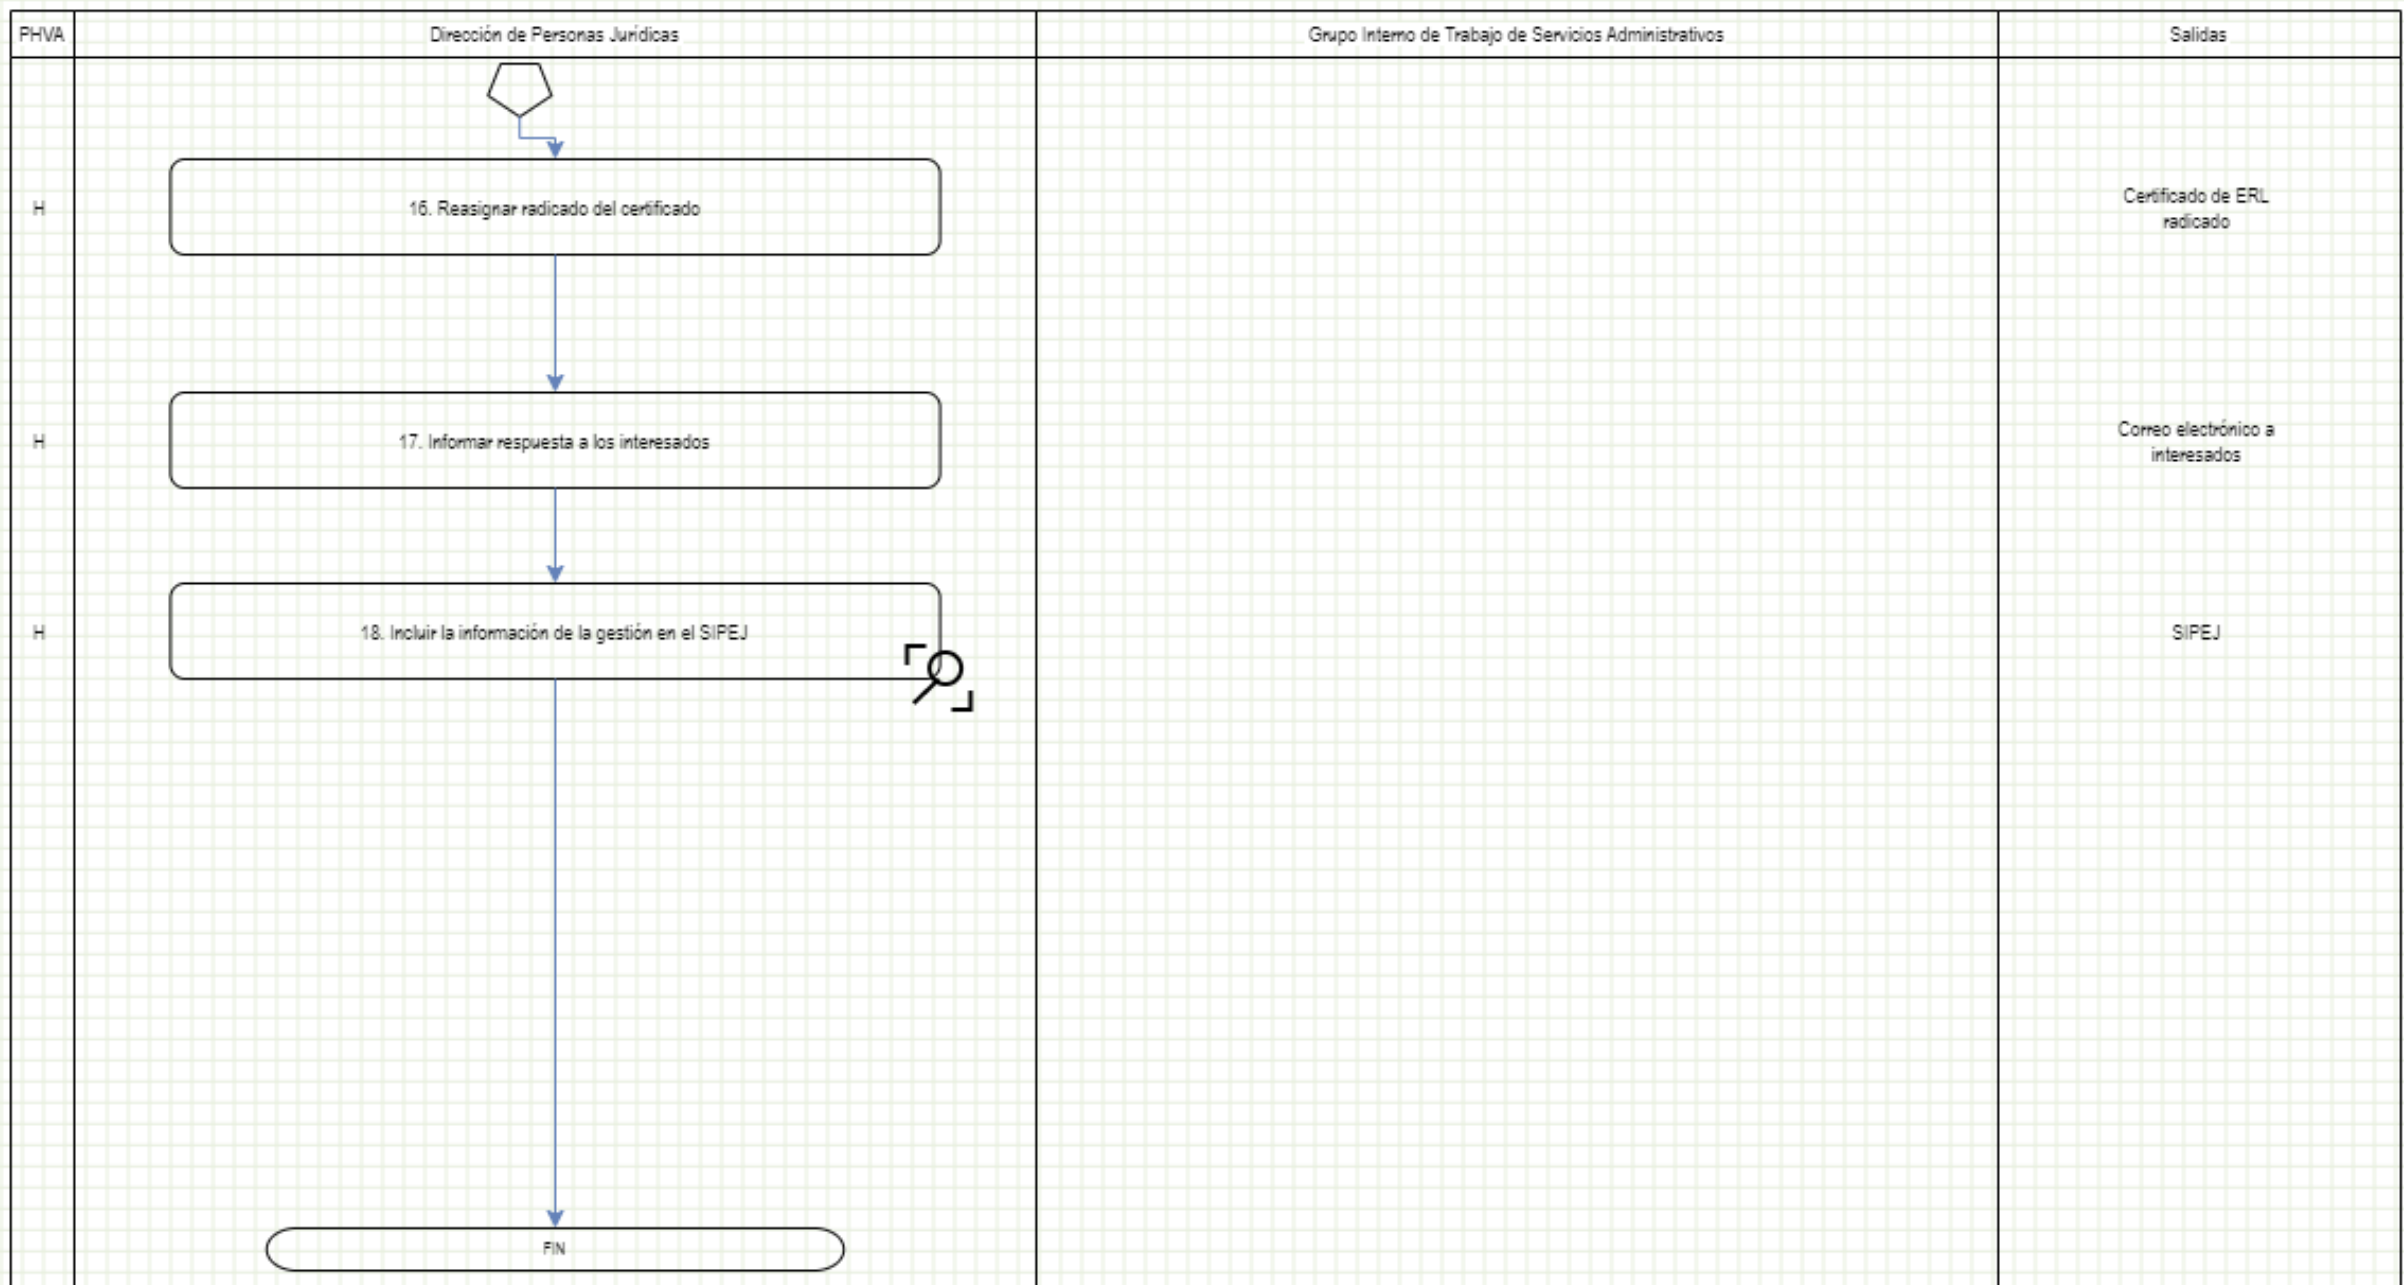 PHVA
Dirección de Personas Jurídicas
Grupo Interno de Trabajo de Servicios Administrativos
Salidas
H
16. Reasignar radicado del certificado
Certificado de ERL
radicado
H
17. Informar respuesta a los interesados
Correo electrónico a
interesados
H
18. Incluir la información de la gestión en el SIPEJ
SIPEJ
FIN